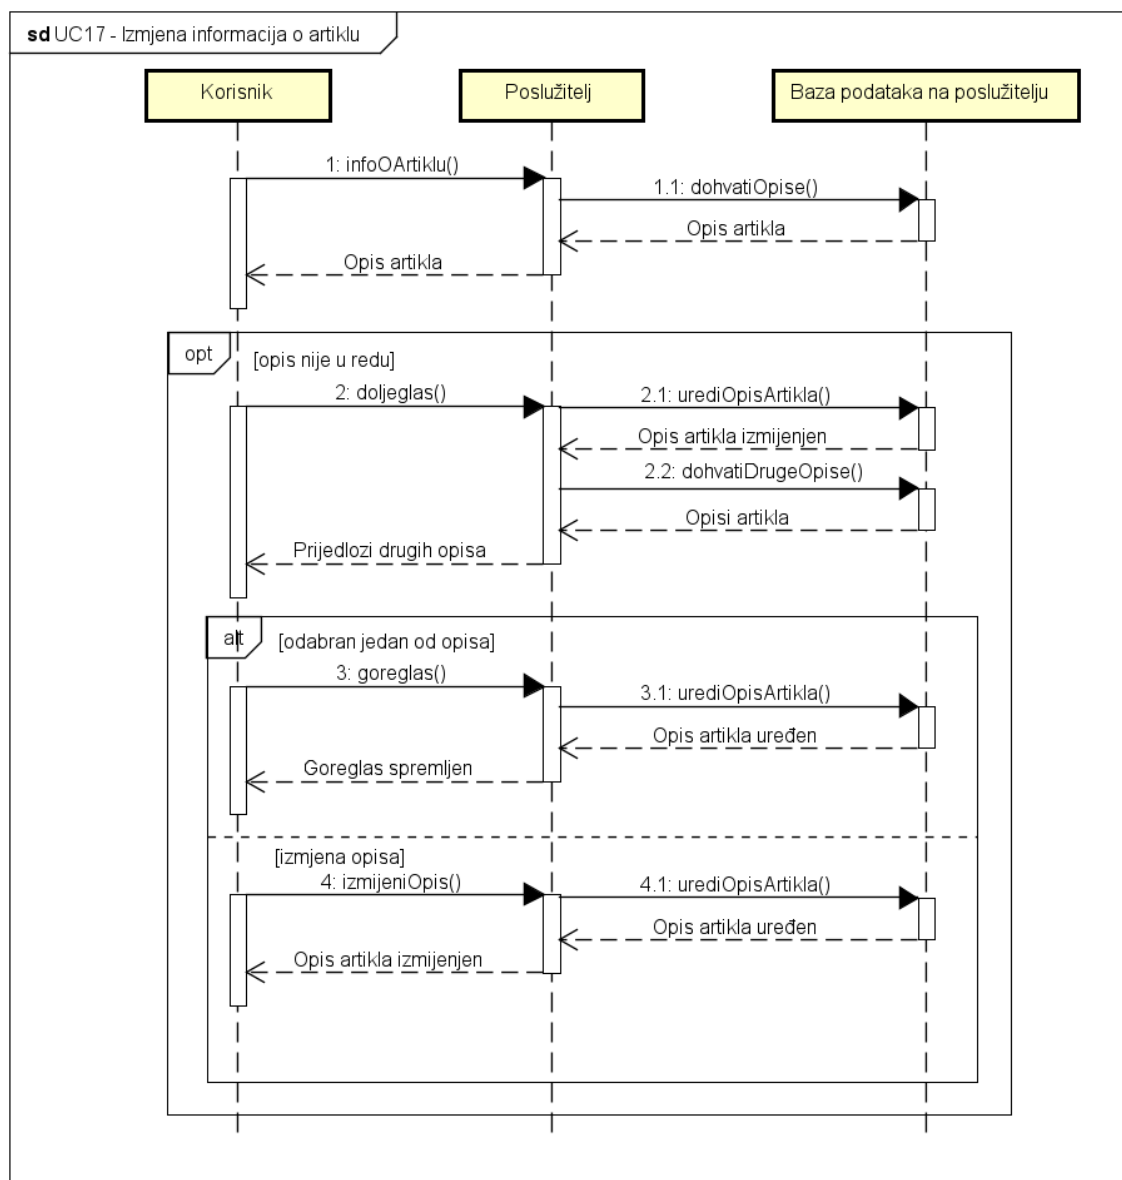 sd UC17 - Izmjena informacija o artiklu
Korisnik
Poslužitelj
Baza podataka na poslužitelju
1: infoOArtiklu()
1.1: dohvatiOpise()
Opis artikla
Opis artikla
opt
[opis nije u redu]
2: doljeglas()
2.1: urediOpisArtikla()
Opis artikla izmijenjen
2.2: dohvatiDrugeOpise()
Opisi artikla
Prijedlozi drugih opisa
alt
[odabran jedan od opisa]
3: goreglas()
3.1: urediOpisArtikla()
Opis artikla uređen
Goreglas spremljen
[izmjena opisa]
4: izmijeniOpis()
4.1: urediOpisArtikla()
Opis artikla uređen
Opis artikla izmijenjen